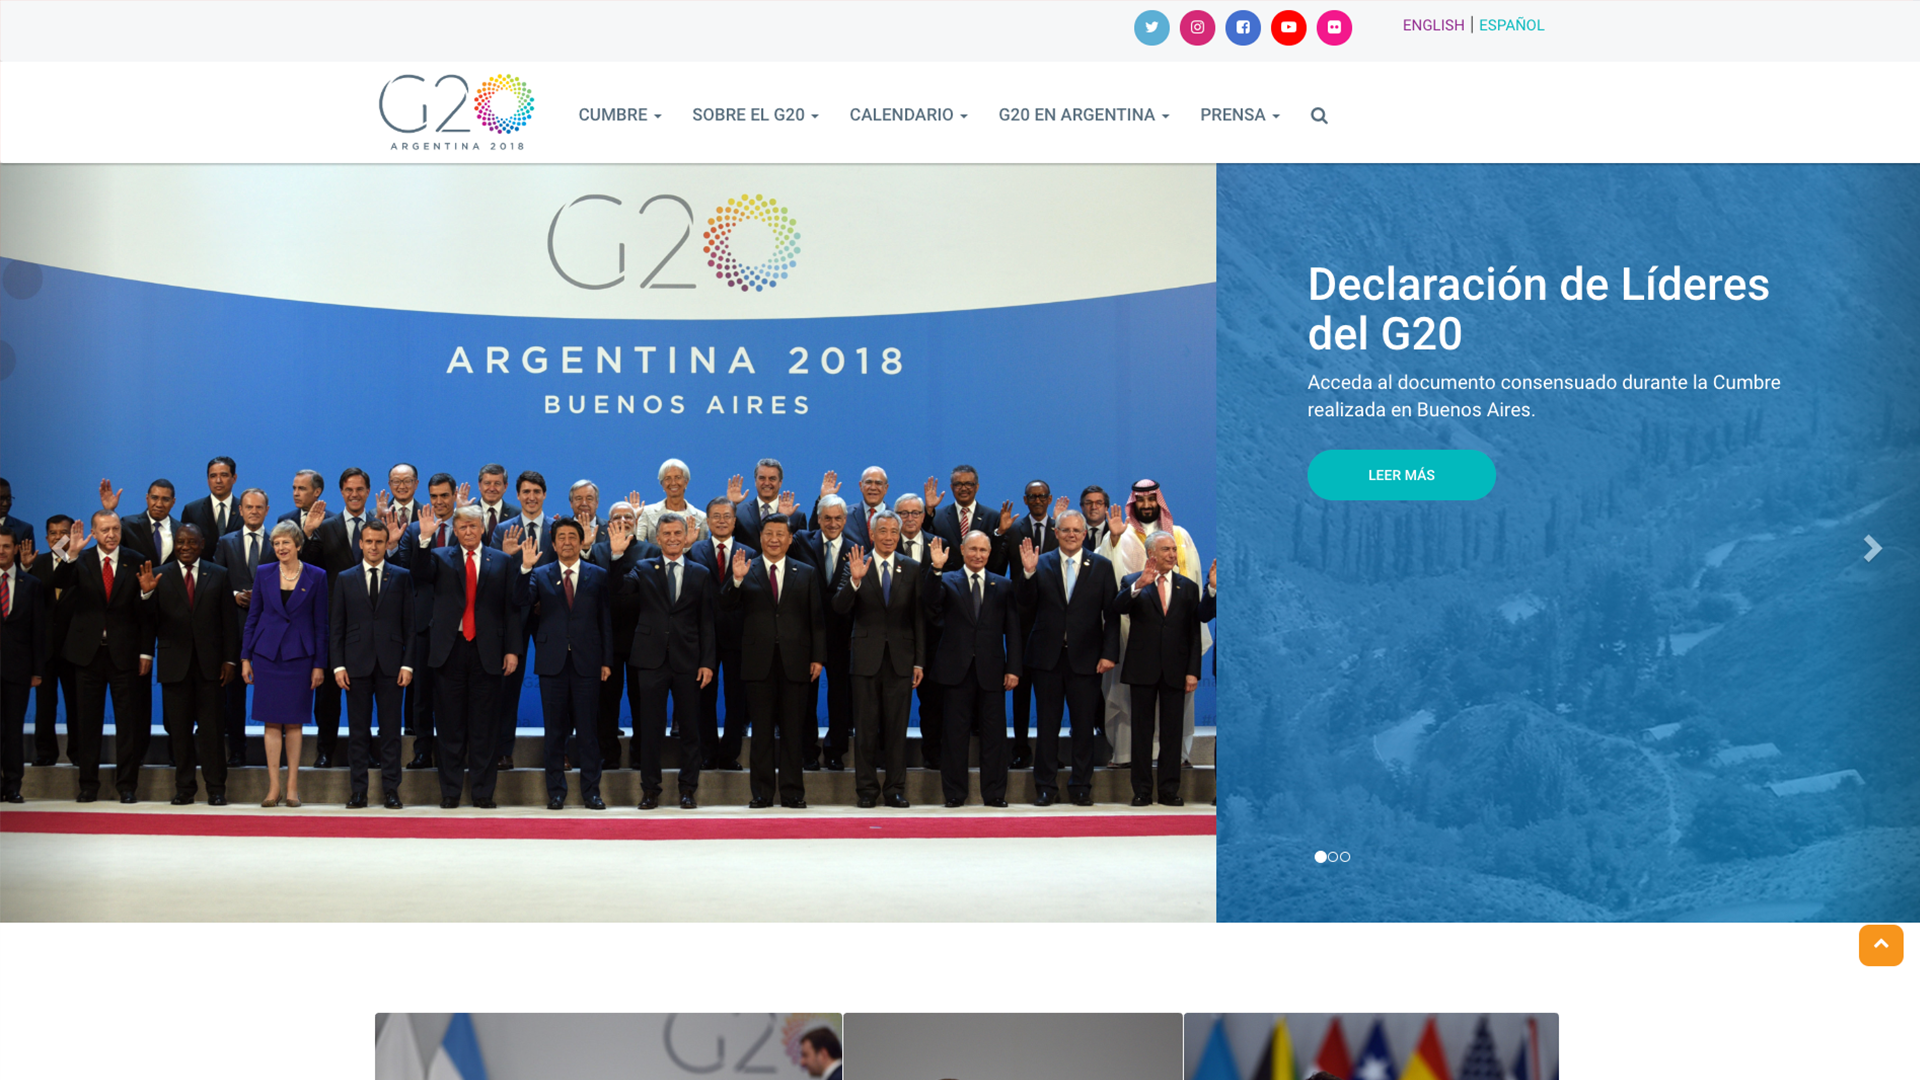 ENGLISH | ESPAÑOL
G20
ARGENTINA 2018
CUMBRE
SOBRE EL G20
CALENDARIO
G20 EN ARGENTINA
PRENSA
G20
ARGENTINA 2018
BUENOS AIRES
Declaración de Líderes
del G20
Acceda al documento consensuado durante la Cumbre
realizada en Buenos Aires.
LEER MÁS
G20